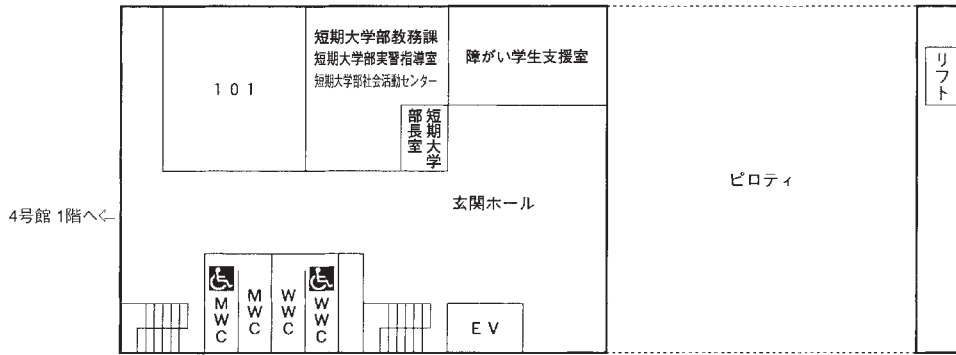 短期大学部教務課
短期大学部実習指導室
短期大学部社会活動センター
障がい学生支援室
リフト
101
短期大学
部長室
ピロティ
玄関ホール
4号館 1階へ⇦
MWC
MWC
WWC
WWC
EV